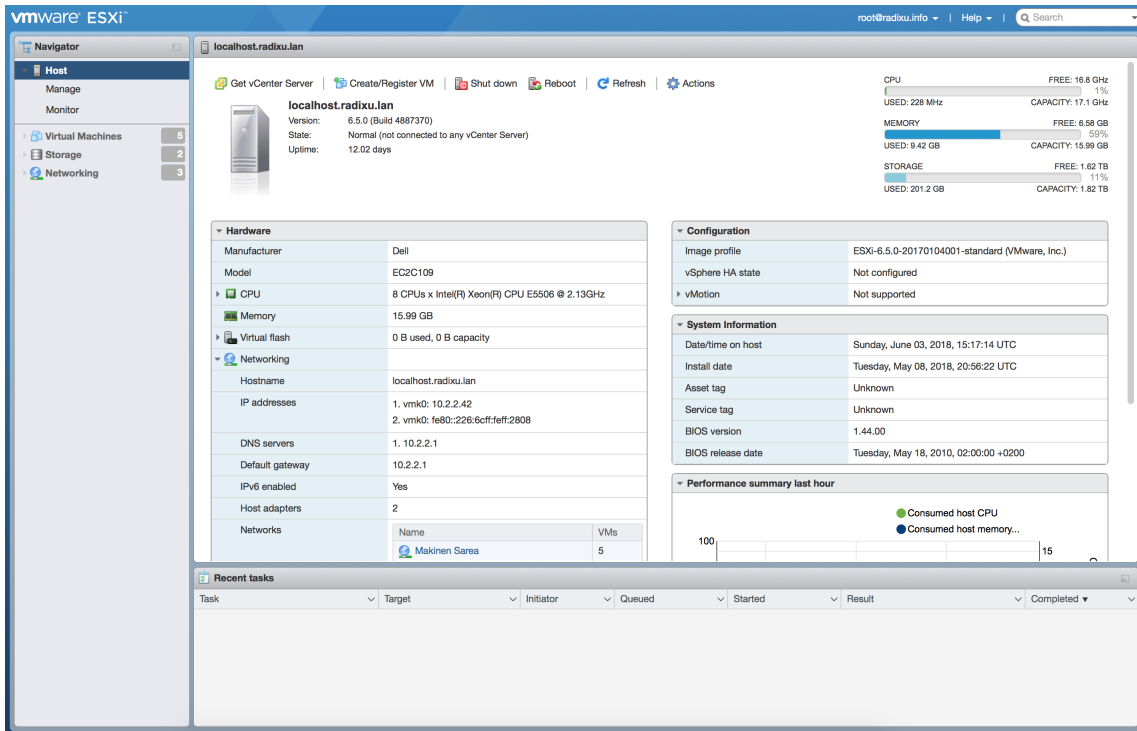 vmware ESXi™
root@radixu.info | Help | Search
Navigator
Host
Manage
Monitor
Virtual Machines 5
Storage 2
Networking 3
localhost.radixu.lan
Get vCenter Server | Create/Register VM | Shut down Reboot | Refresh | Actions
localhost.radixu.lan
Version: 6.5.0 (Build 4887370)
State: Normal (not connected to any vCenter Server)
Uptime: 12.02 days
CPU FREE: 16.8 GHz
1%
USED: 228 MHz CAPACITY: 17.1 GHz
MEMORY FREE: 6.58 GB
59%
USED: 9.42 GB CAPACITY: 15.99 GB
STORAGE FREE: 1.62 TB
11%
USED: 201.2 GB CAPACITY: 1.82 TB
Hardware
Manufacturer Dell
Model EC2C109
CPU 8 CPUs x Intel(R) Xeon(R) CPU E5506 @ 2.13GHz
Memory 15.99 GB
Virtual flash 0 B used, 0 B capacity
Networking
Hostname localhost.radixu.lan
IP addresses 1. vmk0: 10.2.2.42
2. vmk0: fe80::226:6cff:feff:2808
DNS servers 1. 10.2.2.1
Default gateway 10.2.2.1
IPv6 enabled Yes
Host adapters 2
Networks Name VMs
Makinen Sarea 5
Configuration
Image profile ESXi-6.5.0-20170104001-standard (VMware, Inc.)
vSphere HA state Not configured
vMotion Not supported
System Information
Date/time on host Sunday, June 03, 2018, 15:17:14 UTC
Install date Tuesday, May 08, 2018, 20:56:22 UTC
Asset tag Unknown
Service tag Unknown
BIOS version 1.44.00
BIOS release date Tuesday, May 18, 2010, 02:00:00 +0200
Performance summary last hour
Consumed host CPU
Consumed host memory...
100 15
Recent tasks
Task Target Initiator Queued Started Result Completed ▼